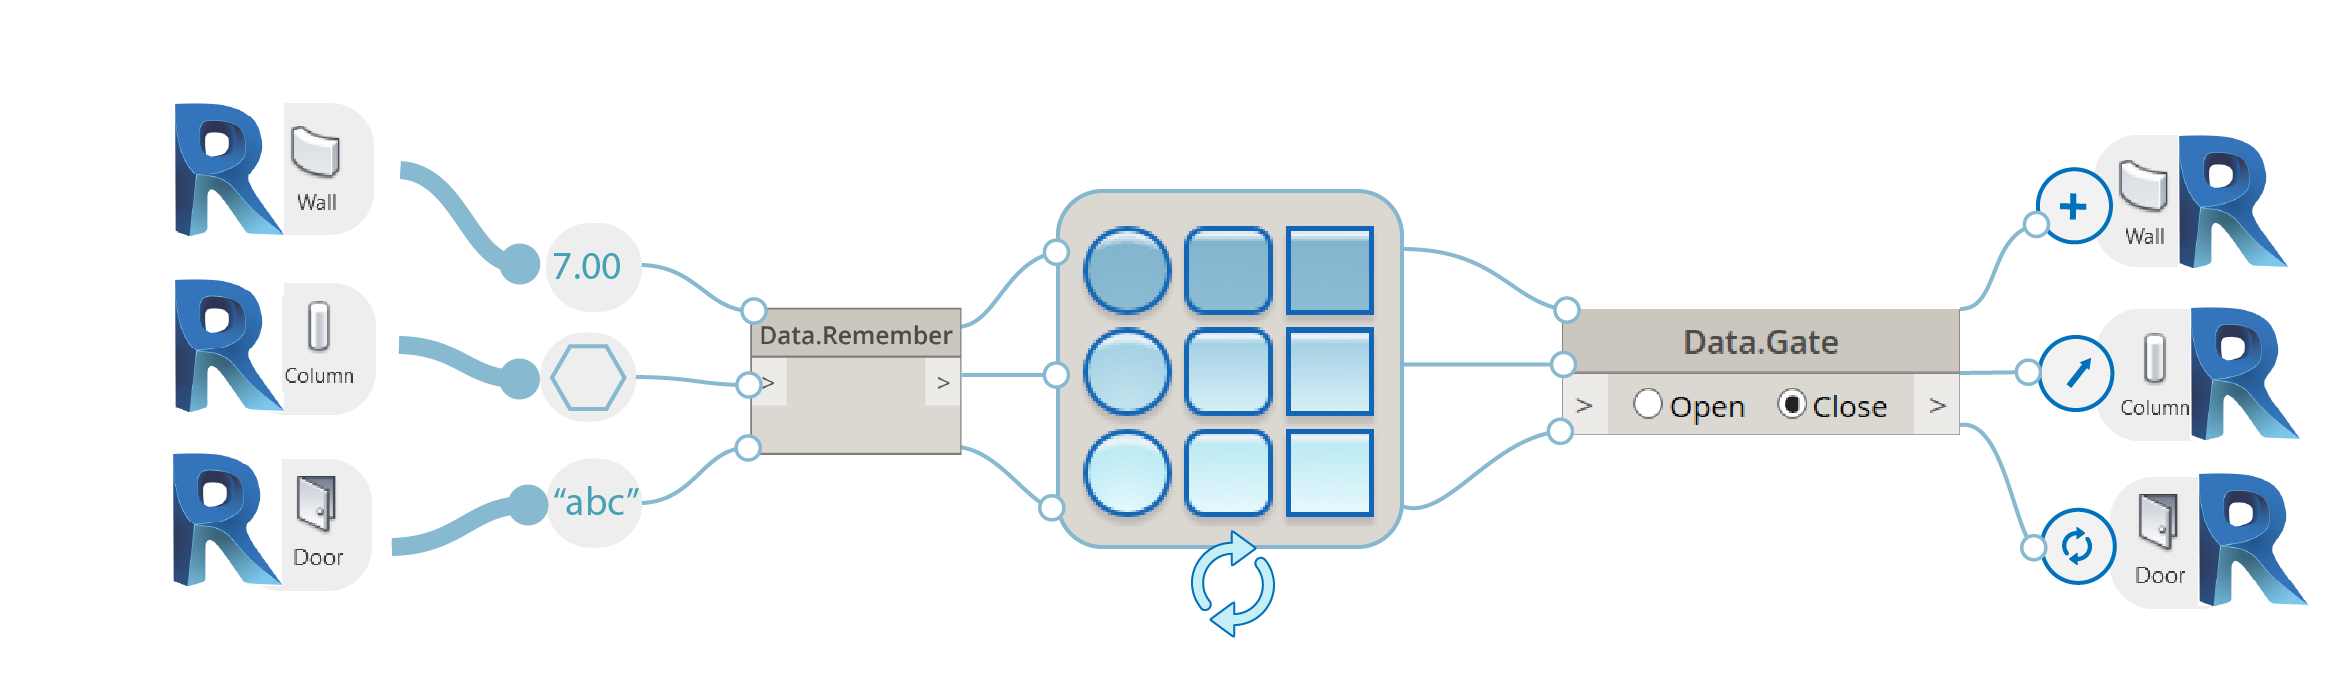 Wall
7.00
Column
Door
“abc”
Data.Remember
>
>
Data.Gate
>
Open
Close
>
Wall
Column
Door